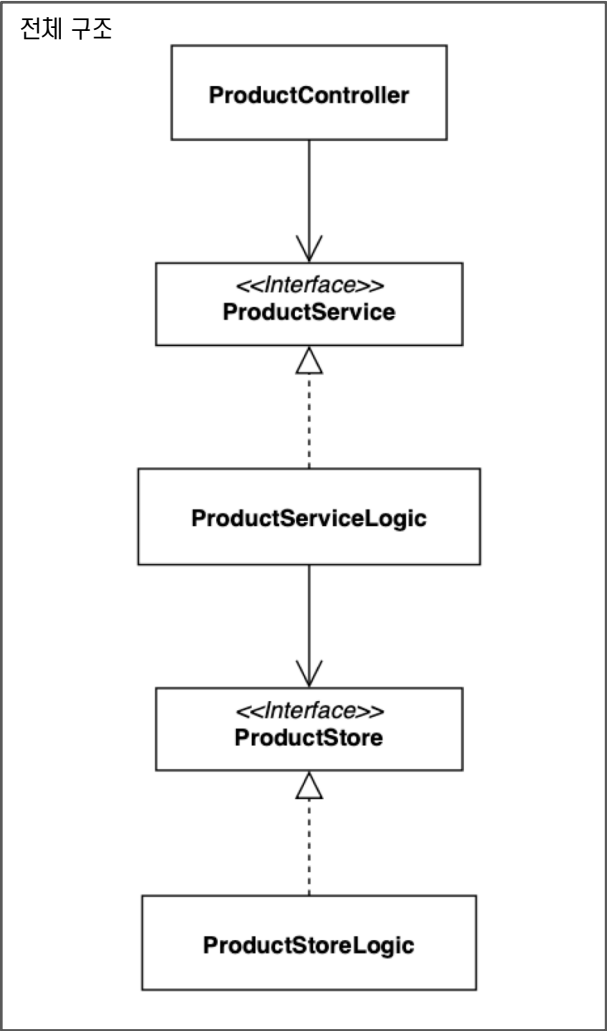 전체 구조
ProductController
<<Interface>>
ProductService
ProductServiceLogic
<<Interface>>
ProductStore
ProductStoreLogic